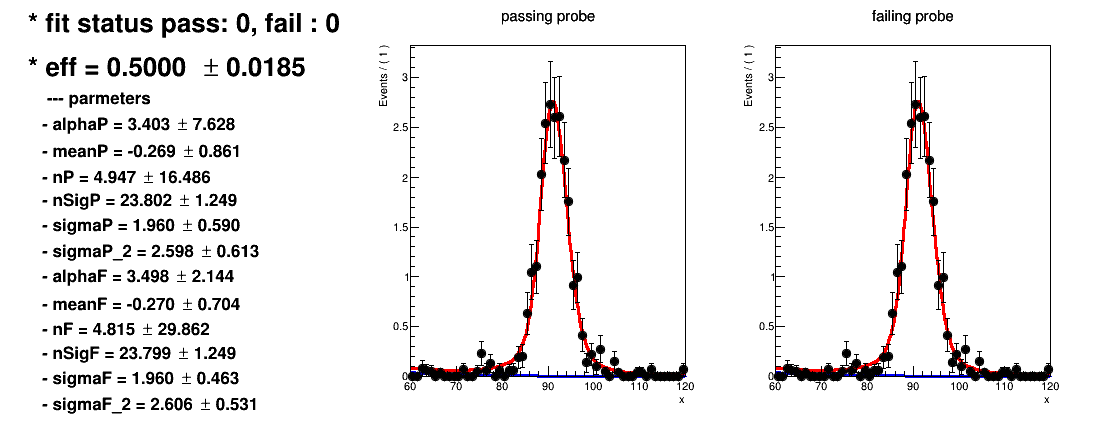 * fit status pass: 0, fail : 0
* eff = 0.5000 ± 0.0185
--- parmeters
- alphaP = 3.403 ± 7.628
- meanP = -0.269 ± 0.861
- nP = 4.947 ± 16.486
- nSigP = 23.802 ± 1.249
- sigmaP = 1.960 ± 0.590
- sigmaP_2 = 2.598 ± 0.613
- alphaF = 3.498 ± 2.144
- meanF = -0.270 ± 0.704
- nF = 4.815 ± 29.862
- nSigF = 23.799 ± 1.249
- sigmaF = 1.960 ± 0.463
- sigmaF_2 = 2.606 ± 0.531
passing probe
Events / ( 1 )
3
2.5
2
1.5
1
0.5
0
60 70 80 90 100 110 120
x
failing probe
Events / ( 1 )
3
2.5
2
1.5
1
0.5
0
60 70 80 90 100 110 120
x